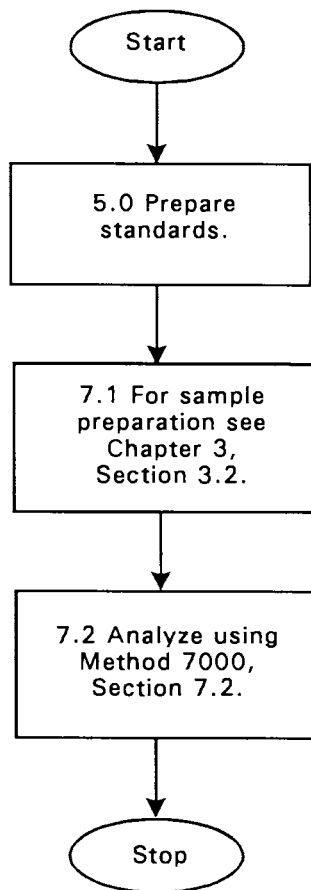 Start
5.0 Prepare
standards.
7.1 For sample
preparation see
Chapter 3,
Section 3.2.
7.2 Analyze using
Method 7000,
Section 7.2.
Stop